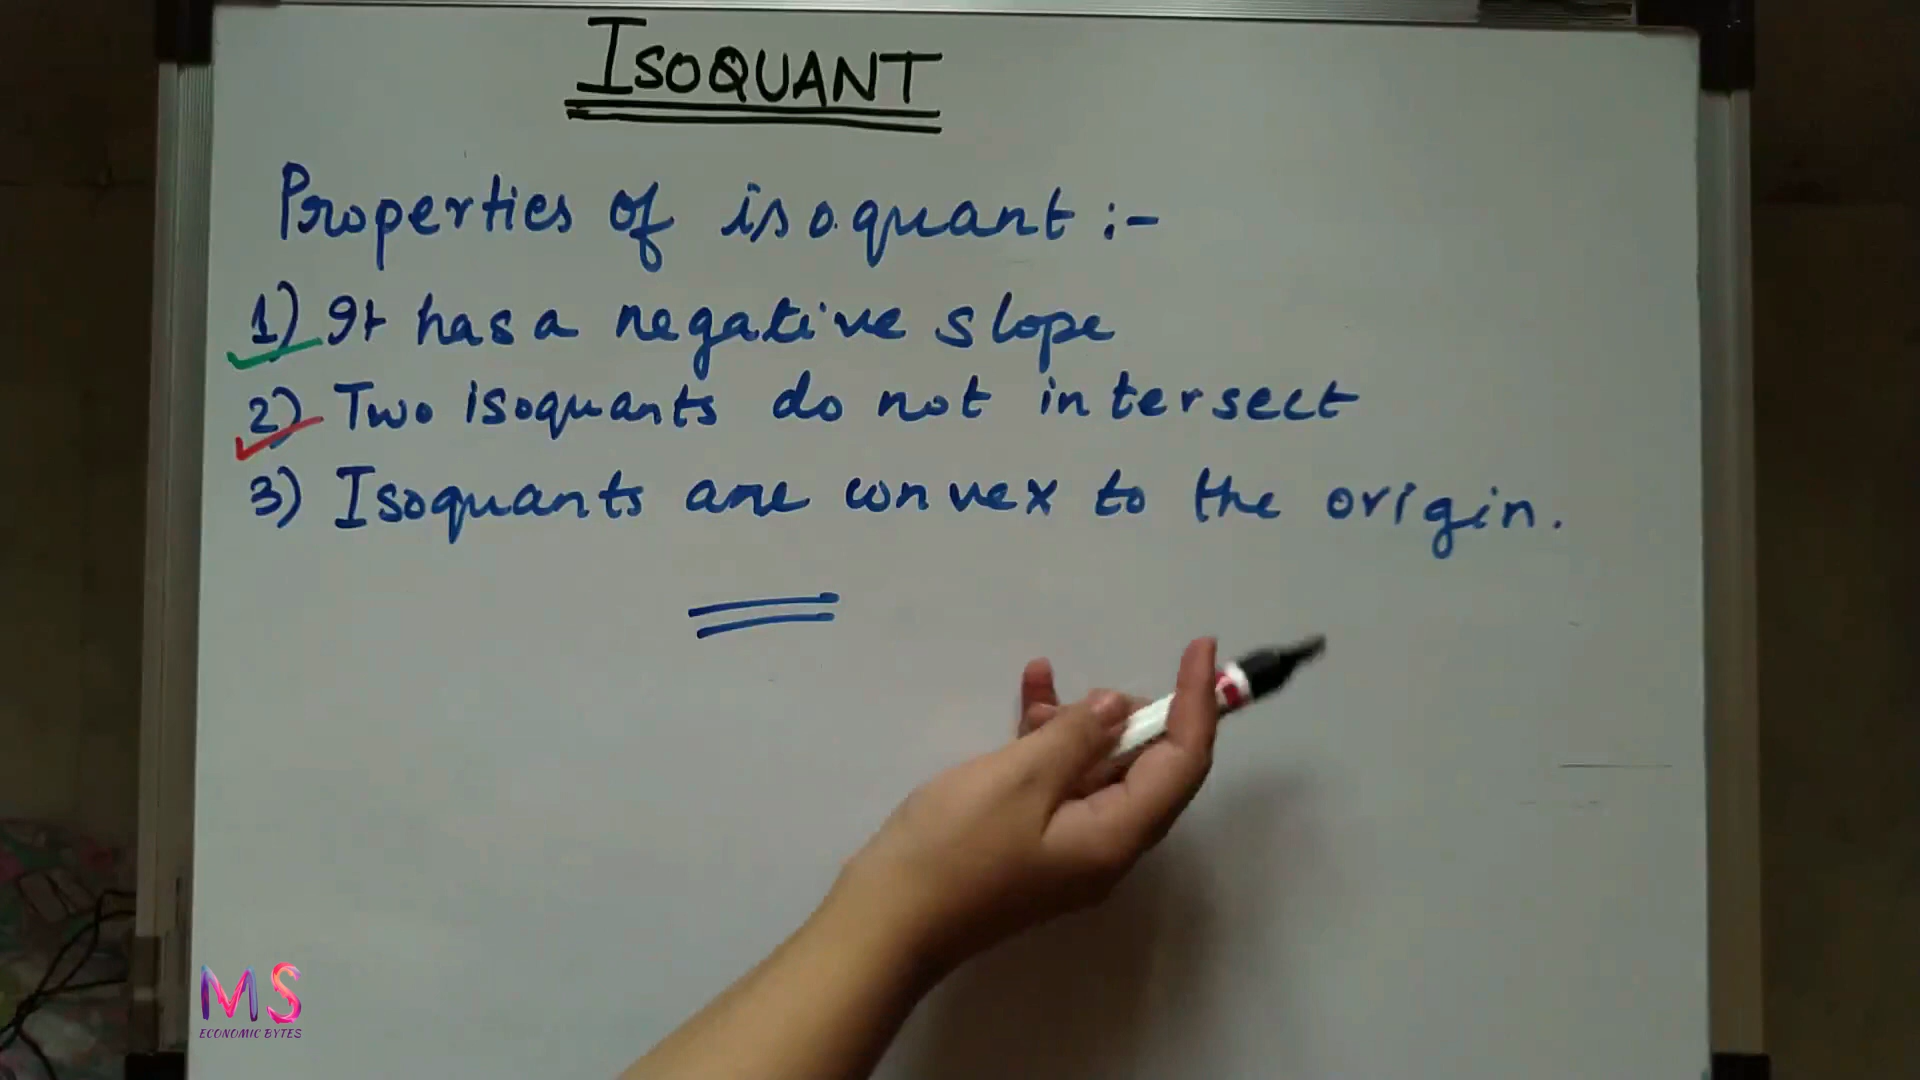 ISOQUANT
Properties of isoquant :-
1) It has a negative slope
2) Two isoquants do not intersect
3) Isoquants are convex to the origin.
MS
ECONOMIC BYTES